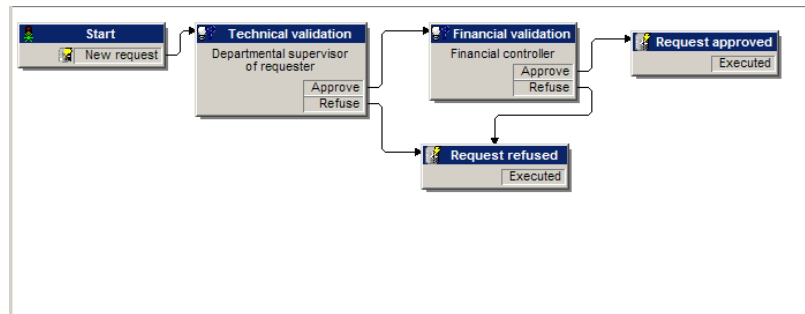 Start
New request
Technical validation
Departmental supervisor
of requester
Approve
Refuse
Financial validation
Financial controller
Approve
Refuse
Request approved
Executed
Request refused
Executed